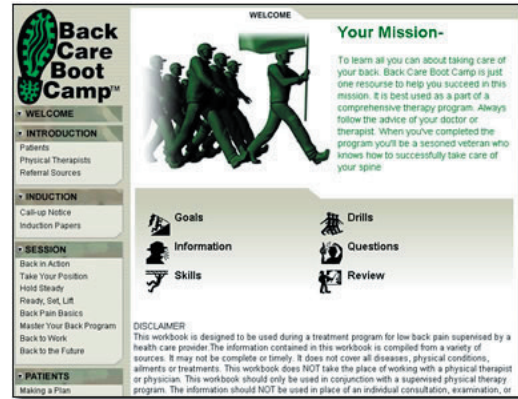 Back
Care
Boot
Camp™
WELCOME
INTRODUCTION
Patients
Physical Therapists
Referral Sources
INDUCTION
Call-up Notice
Induction Papers
SESSION
Back in Action
Take Your Position
Hold Steady
Ready, Set, Lift
Back Pain Basics
Master Your Back Program
Back to Work
Back to the Future
PATIENTS
Making a Plan
WELCOME
Your Mission-
To learn all you can about taking care of
your back. Back Care Boot Camp is just
one resourse to help you succeed in this
mission. It is best used as a part of a
comprehensive therapy program. Always
follow the advice of your doctor or
therapist. When you've completed the
program you'll be a sesoned veteran who
knows how to successfully take care of
your spine
Goals
Drills
Information
Questions
Skills
Review
DISCLAIMER
This workbook is designed to be used during a treatment program for low back pain supenised by a
health care provider.The information contained in this workbook is compiled from a variety of
sources. It may not be complete or timely. It does not cover all diseases, physical conditions,
ailments or treatments. This workbook does NOT take the place of working with a physical therapist
or physician. This workbook should only be used in conjunction with a supervised physical therapy
program. The information should NOT be used in place of an individual consultation, examination, or